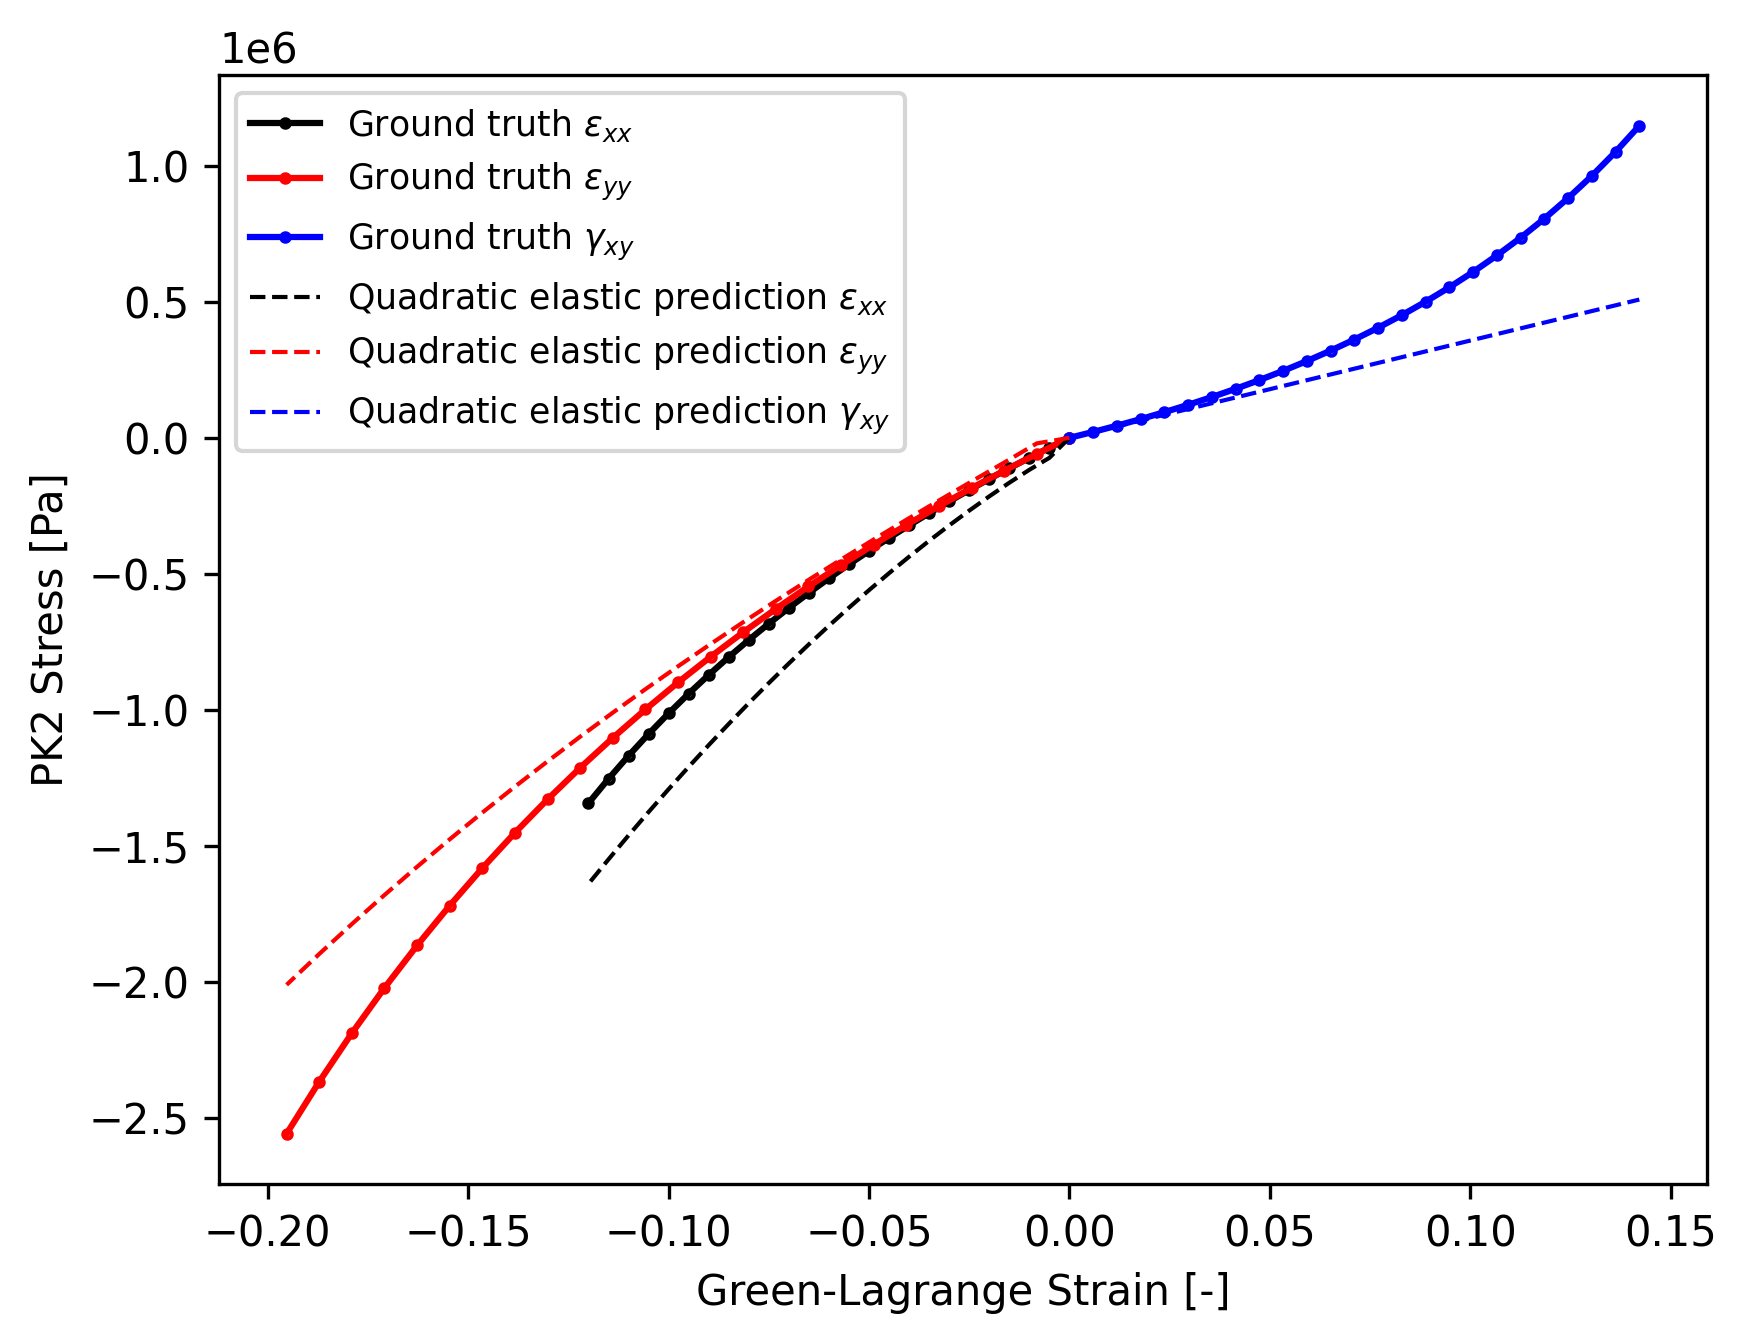 1e6
Ground truth εxx
Ground truth εyy
Ground truth γxy
Quadratic elastic prediction εxx
Quadratic elastic prediction εyy
Quadratic elastic prediction γxy
1.0
0.5
0.0
−0.5
−1.0
−1.5
−2.0
−2.5
PK2 Stress [Pa]
−0.20 −0.15 −0.10 −0.05 0.00 0.05 0.10 0.15
Green-Lagrange Strain [-]